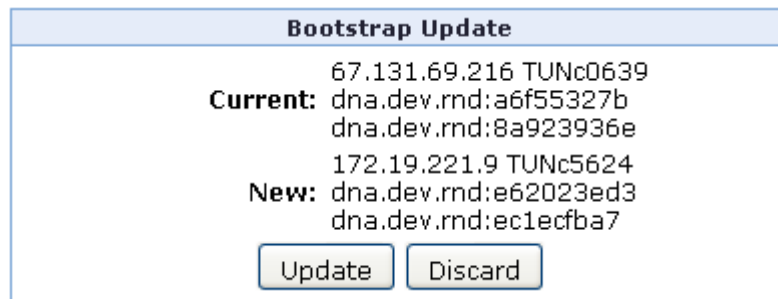 Bootstrap Update
67.131.69.216 TUNc0639
Current: dna.dev.rnd:a6f55327b
dna.dev.rnd:8a923936e
172.19.221.9 TUNc5624
New: dna.dev.rnd:e62023ed3
dna.dev.rnd:ec1ecfba7
Update Discard